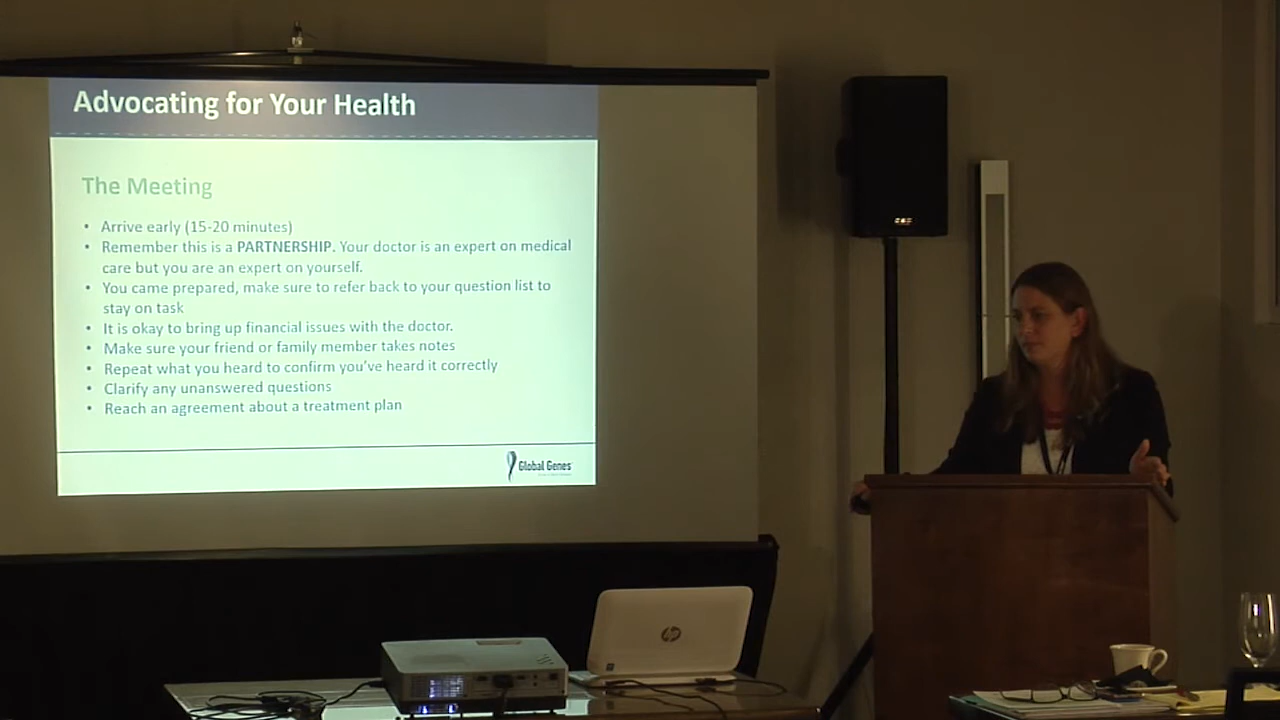 Advocating for Your Health
The Meeting
• Arrive early (15-20 minutes)
• Remember this is a PARTNERSHIP. Your doctor is an expert on medical
care but you are an expert on yourself.
• You came prepared, make sure to refer back to your question list to
stay on task
• It is okay to bring up financial issues with the doctor.
• Make sure your friend or family member takes notes
• Repeat what you heard to confirm you've heard it correctly
• Clarify any unanswered questions
• Reach an agreement about a treatment plan
Global Genes
hp